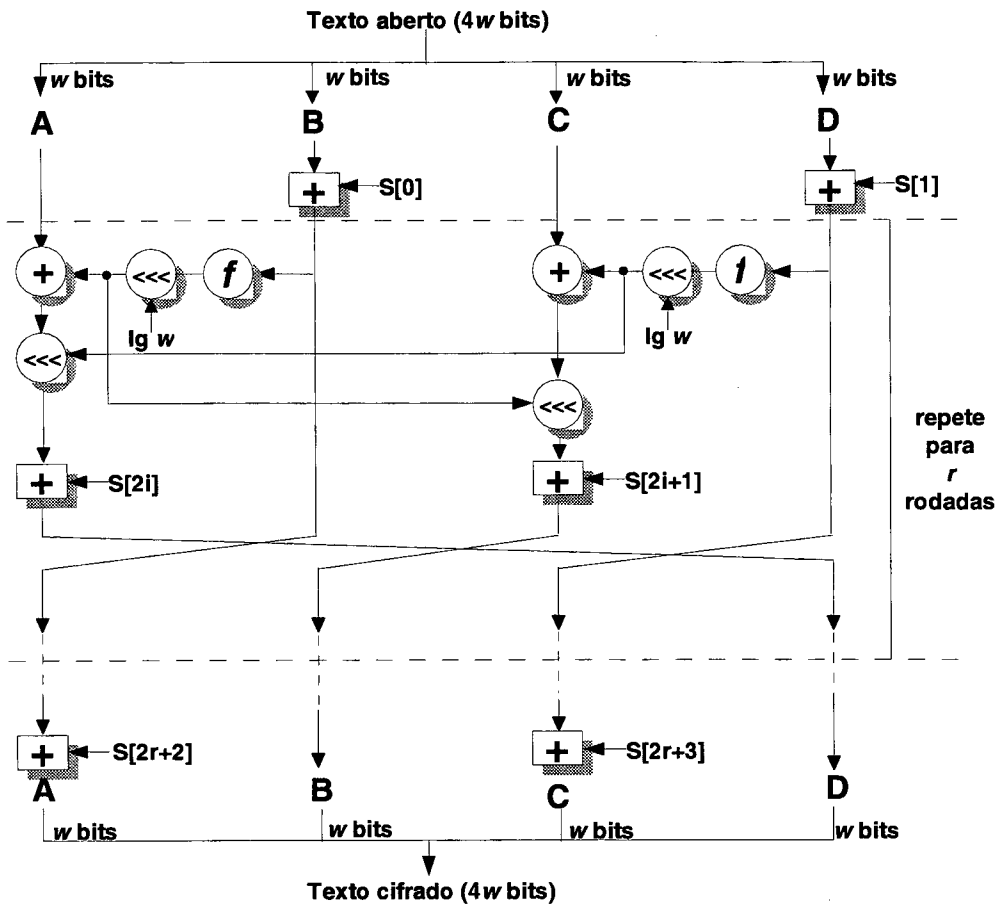 Texto aberto (4w bits)
w bits w bits w bits w bits
A B C D
+ S[0] + S[1]
+ <<< f + <<< f
lg w lg w
<<<
<<<
repete
para
r
rodadas
+ S[2i] + S[2i+1]
+ S[2r+2] + S[2r+3]
A B C D
w bits w bits w bits w bits
Texto cifrado (4w bits)